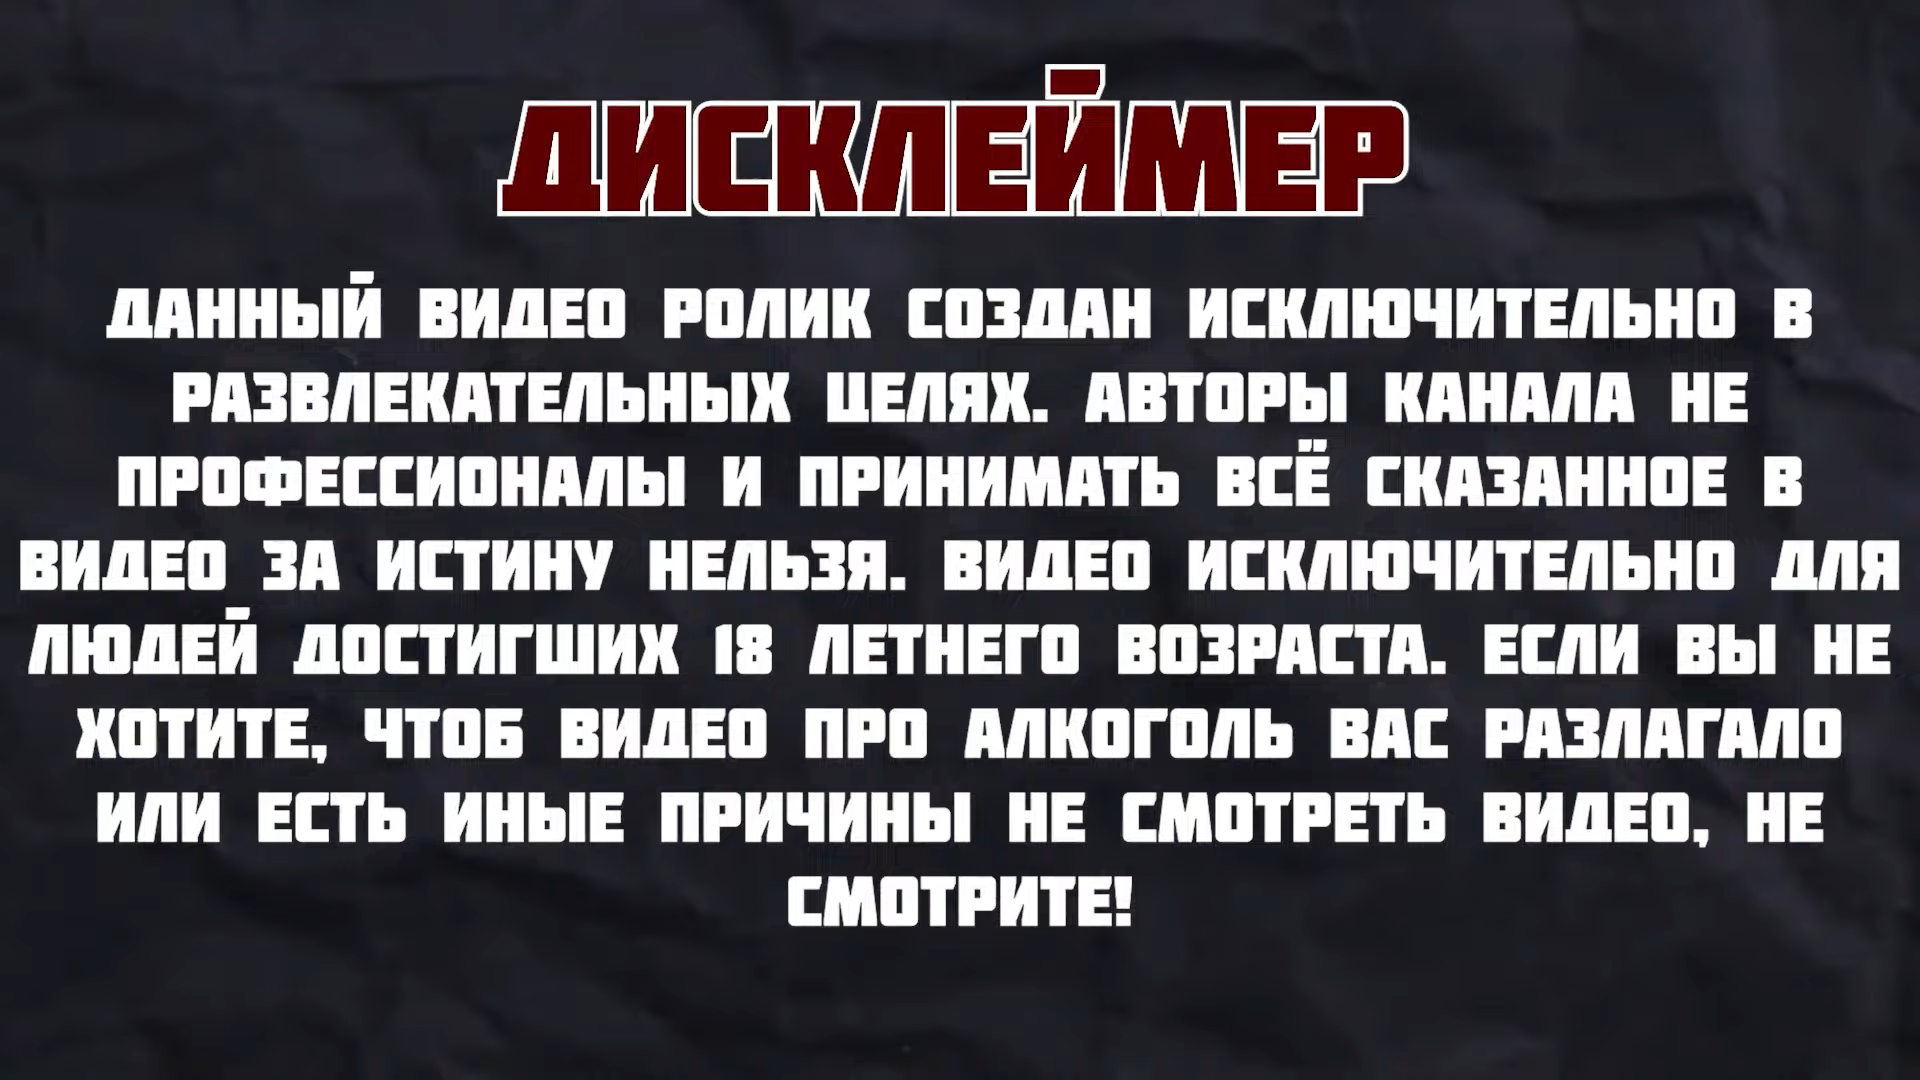 ДИСКЛЕЙМЕР
ДАННЫЙ ВИДЕО РОЛИК СОЗДАН ИСКЛЮЧИТЕЛЬНО В
РАЗВЛЕКАТЕЛЬНЫХ ЦЕЛЯХ. АВТОРЫ КАНАЛА НЕ
ПРОФЕССИОНАЛЫ И ПРИНИМАТЬ ВСЁ СКАЗАННОЕ В
ВИДЕО ЗА ИСТИНУ НЕЛЬЗЯ. ВИДЕО ИСКЛЮЧИТЕЛЬНО ДЛЯ
ЛЮДЕЙ ДОСТИГШИХ 18 ЛЕТНЕГО ВОЗРАСТА. ЕСЛИ ВЫ НЕ
ХОТИТЕ, ЧТОБ ВИДЕО ПРО АЛКОГОЛЬ ВАС РАЗЛАГАЛО
ИЛИ ЕСТЬ ИНЫЕ ПРИЧИНЫ НЕ СМОТРЕТЬ ВИДЕО, НЕ
СМОТРИТЕ!